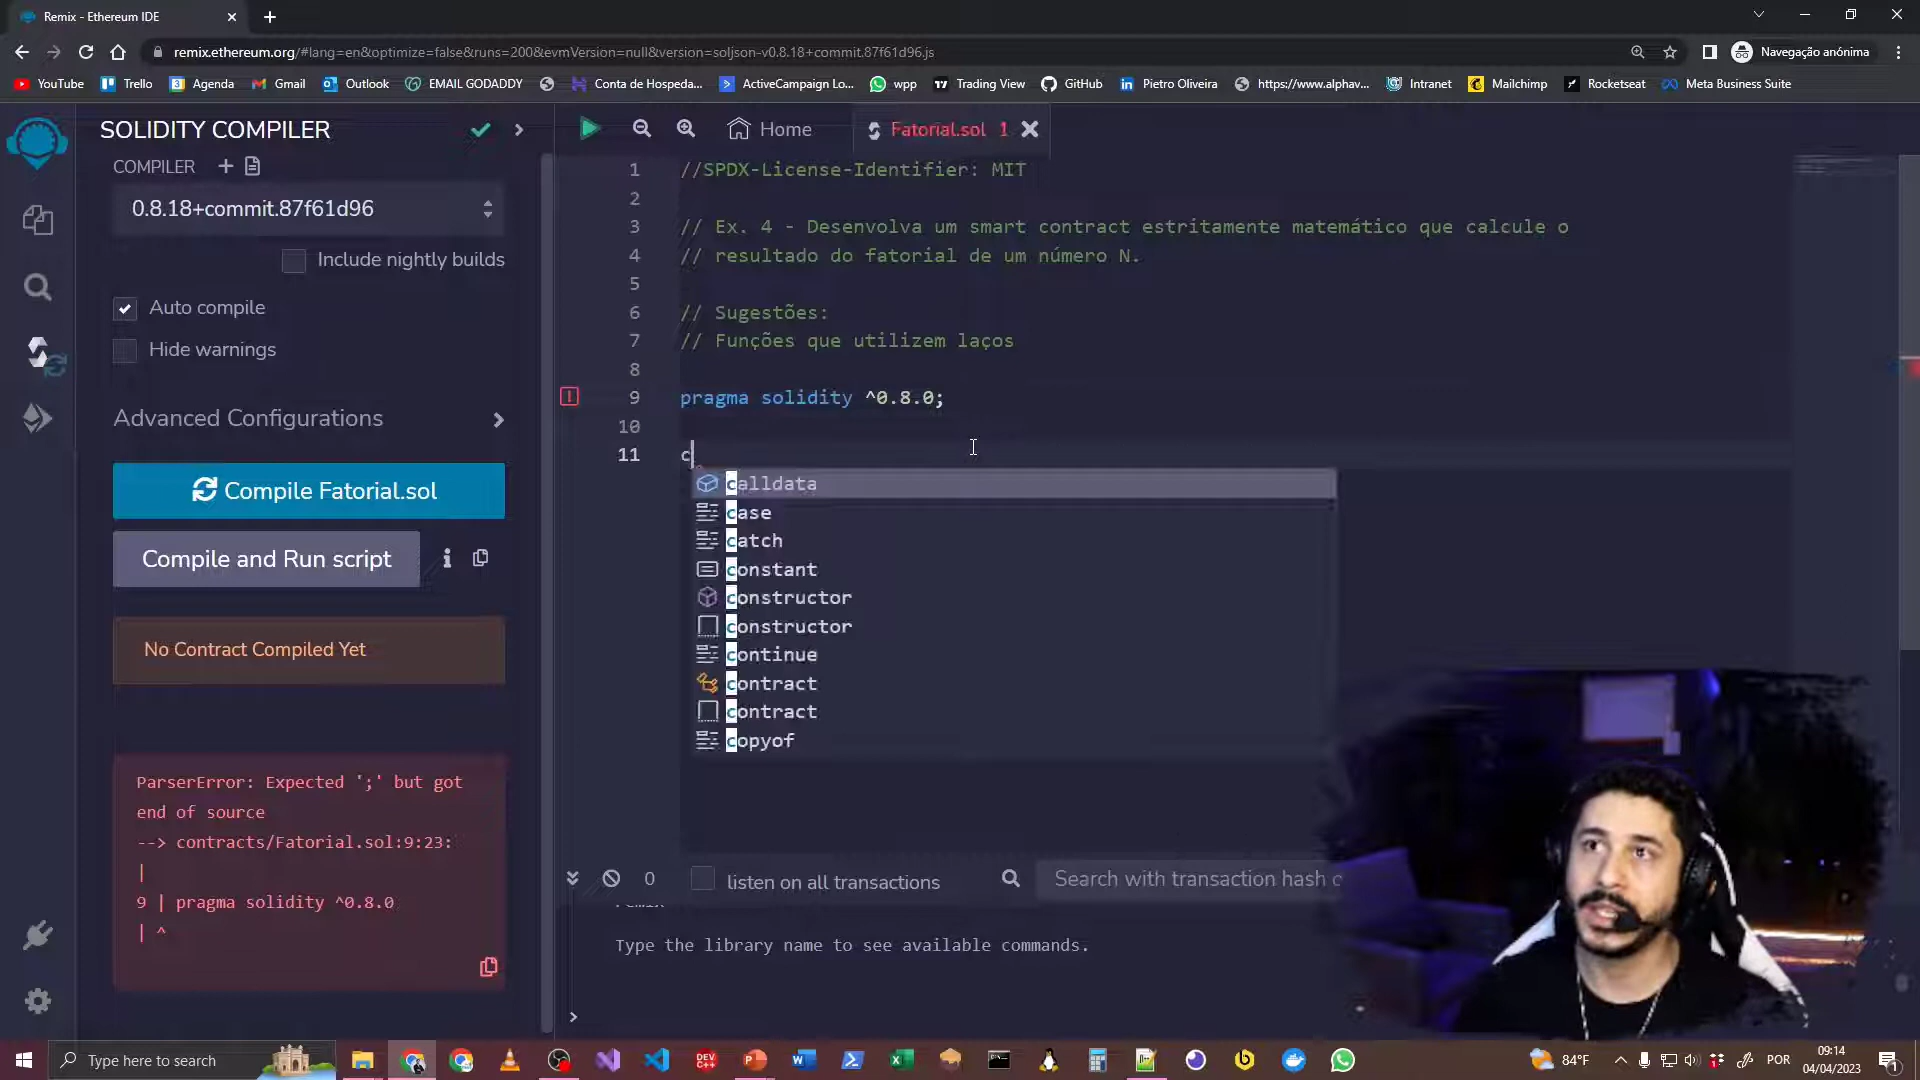 Remix - Ethereum IDE
remix.ethereum.org/#lang=en&optimize=false&runs=200&evmVersion=null&version=soljson-v0.8.18+commit.87f61d96.js
Navegação anónima
YouTube
Trello
Agenda
Gmail
Outlook
EMAIL GODADDY
Conta de Hospeda...
ActiveCampaign Lo...
wpp
Trading View
GitHub
Pietro Oliveira
https://www.alphav...
Intranet
Mailchimp
Rocketseat
Meta Business Suite
SOLIDITY COMPILER
COMPILER
0.8.18+commit.87f61d96
Include nightly builds
Auto compile
Hide warnings
Advanced Configurations
Compile Fatorial.sol
Compile and Run script
No Contract Compiled Yet
ParserError: Expected ';' but got
end of source
--> contracts/Fatorial.sol:9:23:
|
9 | pragma solidity ^0.8.0
| ^
Home
Fatorial.sol 1
1 //SPDX-License-Identifier: MIT
2
3 // Ex. 4 - Desenvolva um smart contract estritamente matemático que calcule o
4 // resultado do fatorial de um número N.
5
6 // Sugestões:
7 // Funções que utilizem laços
8
9 pragma solidity ^0.8.0;
10
11 c
calldata
case
catch
constant
constructor
constructor
continue
contract
contract
copyof
0
listen on all transactions
Search with transaction hash o
Type the library name to see available commands.
>
Type here to search
84°F
POR
09:14
04/04/2023